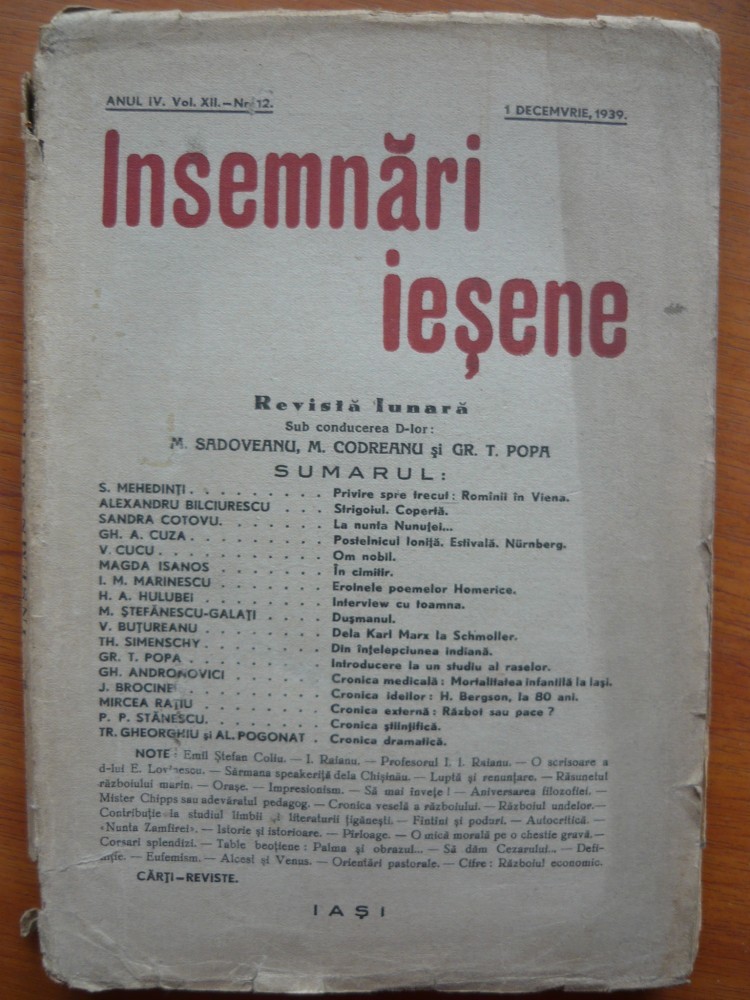 ANUL IV. Vol. XII.—Nr. 12.
1 DECEMVRIE, 1939.
Insemnări
ieşene
Revistă lunară
Sub conducerea D-lor:
M. SADOVEANU, M. CODREANU şi GR. T. POPA
SUMARUL:
S. MEHEDINŢI . . . . . . . . . Privire spre trecut: Romînii în Viena.
ALEXANDRU BILCIURESCU . . . Strigoiul. Copertă.
SANDRA COTOVU. . . . . . . . La nunta Nunuţei...
GH. A. CUZA . . . . . . . . . Postelnicul Ioniţă. Estivală. Nürnberg.
V. CUCU . . . . . . . . . . . Om nobil.
MAGDA ISANOS . . . . . . . . În cimitir.
I. M. MARINESCU . . . . . . . Eroinele poemelor Homerice.
H. A. HULUBEI . . . . . . . . Interview cu toamna.
M. ŞTEFĂNESCU-GALAŢI . . . . Duşmanul.
V. BUŢUREANU . . . . . . . . Dela Karl Marx la Schmoller.
TH. SIMENSCHY . . . . . . . . Din înţelepciunea indiană.
GR. T. POPA . . . . . . . . . Introducere la un studiu al raselor.
GH. ANDRONOVICI . . . . . . Cronica medicală: Mortalitatea infantilă la Iaşi.
J. BROCINE . . . . . . . . . Cronica ideilor: H. Bergson, la 80 ani.
MIRCEA RAŢIU . . . . . . . . Cronica externă: Război sau pace?
P. P. STĂNESCU. . . . . . . . Cronica ştiinţifică.
TR. GHEORGHIU şi AL. POGONAT . Cronica dramatică.
NOTE: Emil Ştefan Coliu. — I. Raianu. — Profesorul I. I. Raianu. — O scrisoare a
d-lui E. Lovinescu. — Sărmana speakeriţă dela Chişinău. — Luptă şi renunţare. — Răsunetul
războiului marin. — Oraşe. — Impresionism. — Să mai înveţe! — Aniversarea filozofiei. —
Mister Chipps sau adevăratul pedagog. — Cronica veselă a războiului. — Războiul undelor.—
Contribuţie la studiul limbii şi literaturii ţigăneşti. — Fîntini şi poduri. — Autocritică. —
«Nunta Zamfirei». — Istorie şi istorioare. — Pîrloage. — O mică morală pe o chestie gravă.—
Corsari splendizi. — Table beoţiene: Palma şi obrazul... — Să dăm Cezarului... — Defi-
niţie. — Eufemism. — Alcest şi Venus. — Orientări pastorale. — Cifre: Războiul economic.
CĂRŢI—REVISTE.
IAŞI